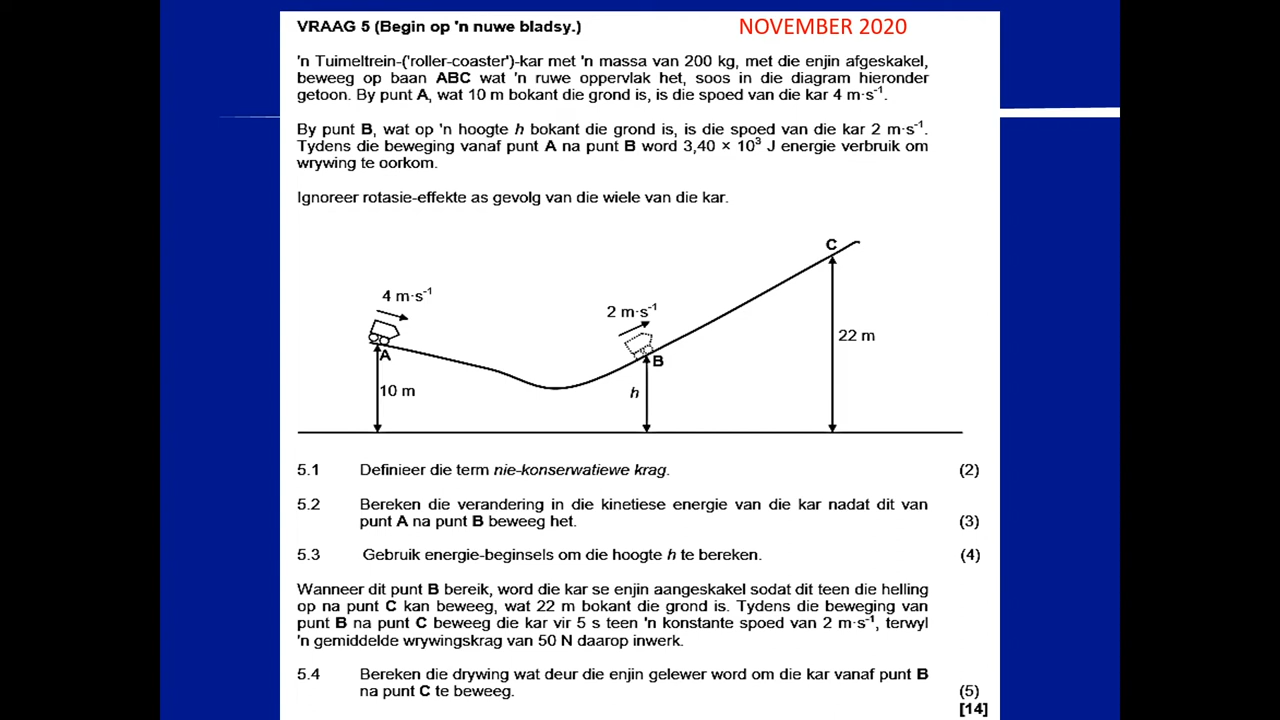 VRAAG 5 (Begin op 'n nuwe bladsy.)
NOVEMBER 2020
'n Tuimeltrein-('roller-coaster')-kar met 'n massa van 200 kg, met die enjin afgeskakel,
beweeg op baan ABC wat 'n ruwe oppervlak het, soos in die diagram hieronder
getoon. By punt A, wat 10 m bokant die grond is, is die spoed van die kar 4 m·s⁻¹.
By punt B, wat op 'n hoogte h bokant die grond is, is die spoed van die kar 2 m·s⁻¹.
Tydens die beweging vanaf punt A na punt B word 3,40 × 10³ J energie verbruik om
wrywing te oorkom.
Ignoreer rotasie-effekte as gevolg van die wiele van die kar.
C
4 m·s⁻¹
2 m·s⁻¹
22 m
A
B
10 m
h
5.1 Definieer die term nie-konserwatiewe krag. (2)
5.2 Bereken die verandering in die kinetiese energie van die kar nadat dit van
punt A na punt B beweeg het. (3)
5.3 Gebruik energie-beginsels om die hoogte h te bereken. (4)
Wanneer dit punt B bereik, word die kar se enjin aangeskakel sodat dit teen die helling
op na punt C kan beweeg, wat 22 m bokant die grond is. Tydens die beweging van
punt B na punt C beweeg die kar vir 5 s teen 'n konstante spoed van 2 m·s⁻¹, terwyl
'n gemiddelde wrywingskrag van 50 N daarop inwerk.
5.4 Bereken die drywing wat deur die enjin gelewer word om die kar vanaf punt B
na punt C te beweeg. (5)
[14]